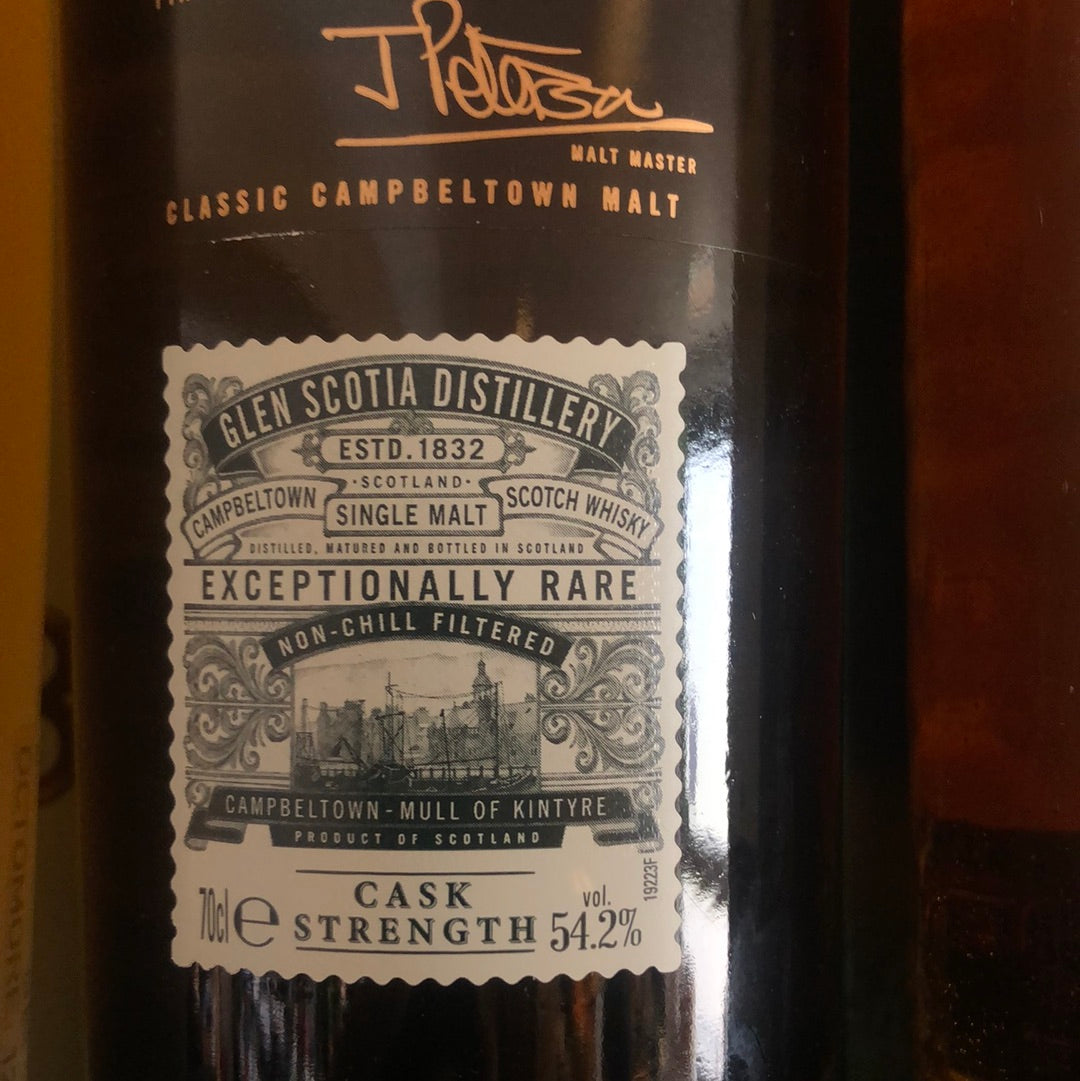 MALT MASTER
CLASSIC CAMPBELTOWN MALT
GLEN SCOTIA DISTILLERY
ESTD.1832
·SCOTLAND·
CAMPBELTOWN SINGLE MALT SCOTCH WHISKY
DISTILLED, MATURED AND BOTTLED IN SCOTLAND
EXCEPTIONALLY RARE
NON-CHILL FILTERED
CAMPBELTOWN-MULL OF KINTYRE
PRODUCT OF SCOTLAND
19223F
70cl e
CASK
STRENGTH
vol.
54.2%